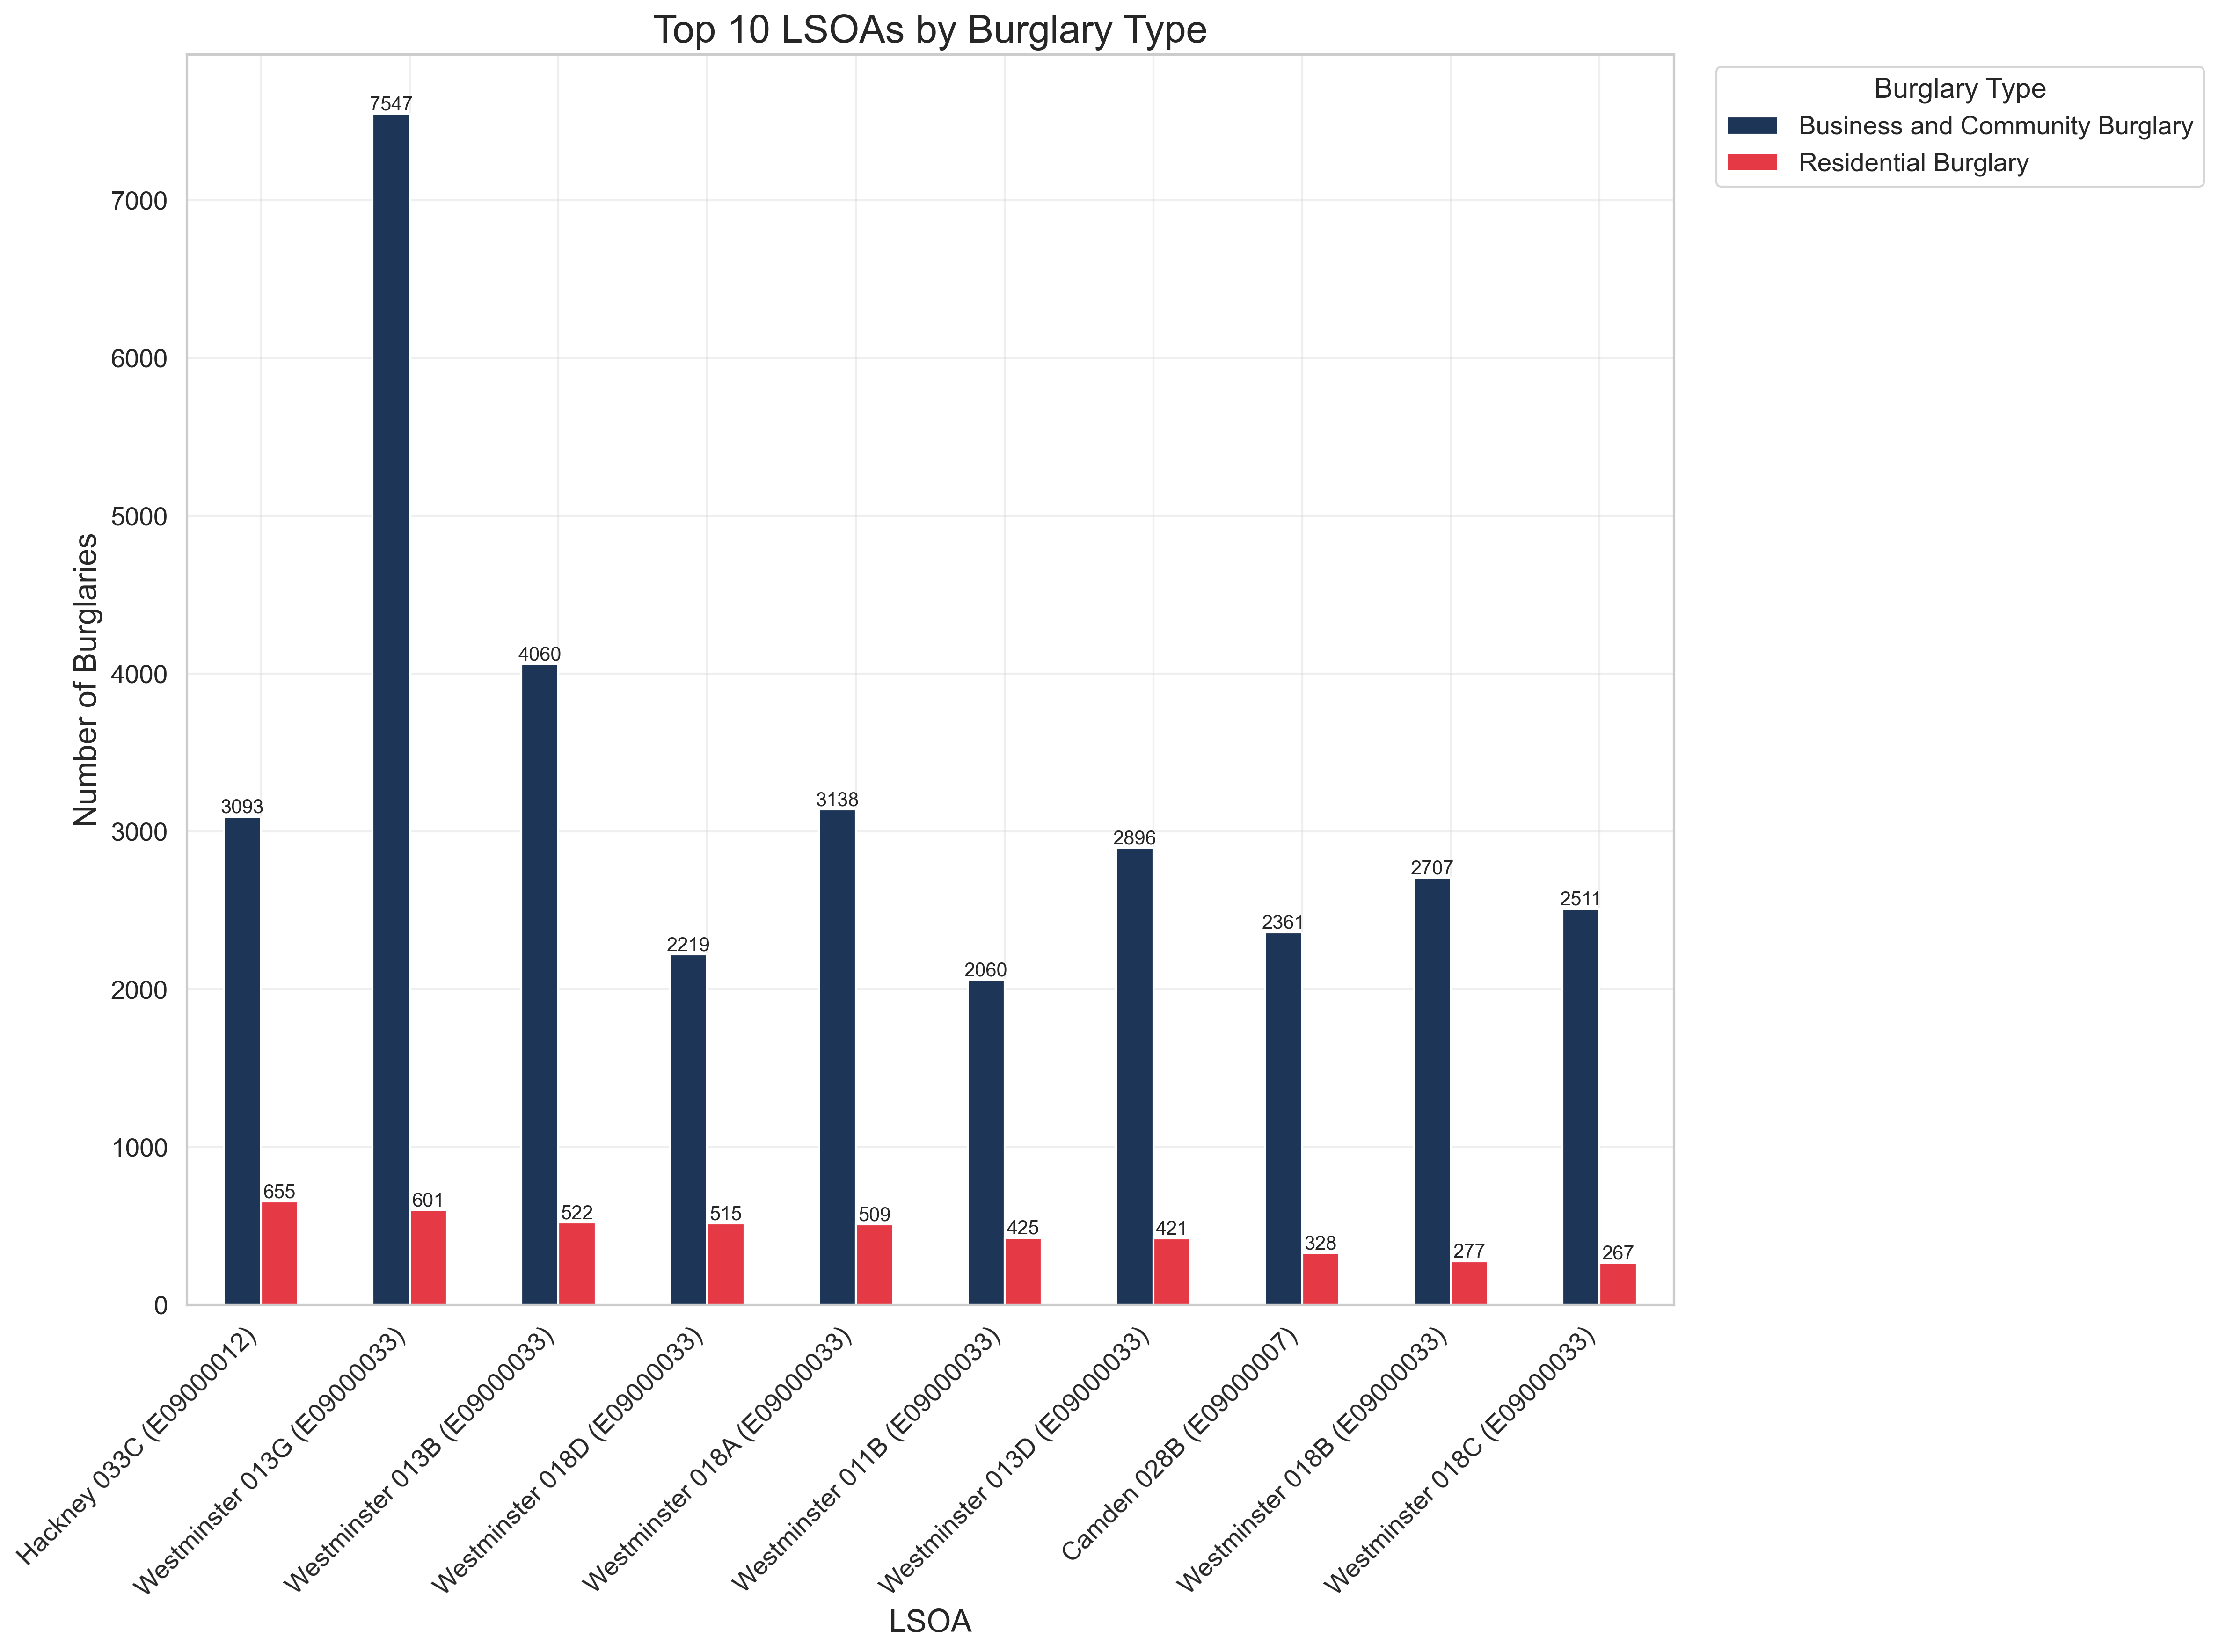 Top 10 LSOAs by Burglary Type
Burglary Type
Business and Community Burglary
Residential Burglary
Number of Burglaries
7000
6000
5000
4000
3000
2000
1000
0
3093
655
7547
601
4060
522
2219
515
3138
509
2060
425
2896
421
2361
328
2707
277
2511
267
Hackney 033C (E09000012)
Westminster 013G (E09000033)
Westminster 013B (E09000033)
Westminster 018D (E09000033)
Westminster 018A (E09000033)
Westminster 011B (E09000033)
Westminster 013D (E09000033)
Camden 028B (E09000007)
Westminster 018B (E09000033)
Westminster 018C (E09000033)
LSOA